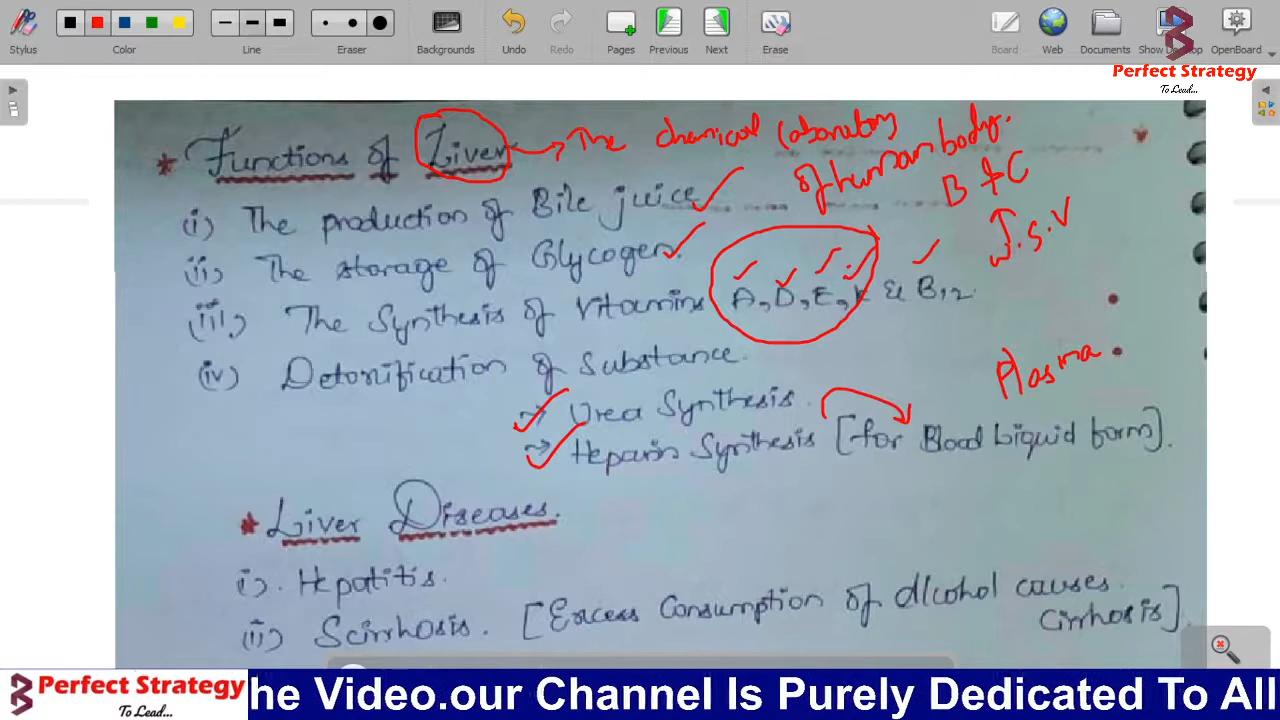 Stylus Color Line Eraser Backgrounds Undo Redo Pages Previous Next Erase Board Web Documents Show Desktop OpenBoard
Perfect Strategy
To Lead...
* Functions of Liver → The chemical Laboratory
of human body.
(i) The production of Bile juice
B & C
(ii) The storage of Glycogen.
W.S.V
(iii) The Synthesis of Vitamins A, D, E, K & B12.
(iv) Detonification of Substance.
Plasma
→ Urea Synthesis.
→ Heparin Synthesis [for Blood Liquid form].
* Liver Diseases.
i). Hepatitis.
(ii) Scirrhosis. [Excess Consumption of alcohol causes
cirrhosis]
Perfect Strategy
To Lead...
he Video.our Channel Is Purely Dedicated To All